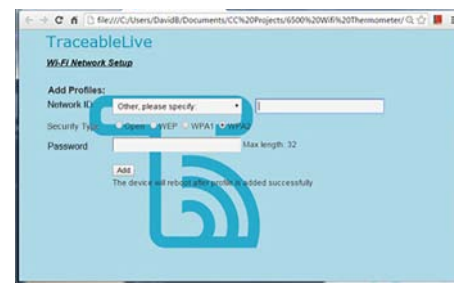 file:///C:/Users/DavidB/Documents/CC%20Projects/6500%20Wifi%20Thermometer/
TraceableLive
Wi-Fi Network Setup
Add Profiles:
Network ID Other, please specify:
Security Type Open WEP WPA1 WPA2
Password Max length: 32
Add
The device will reboot after profile is added successfully